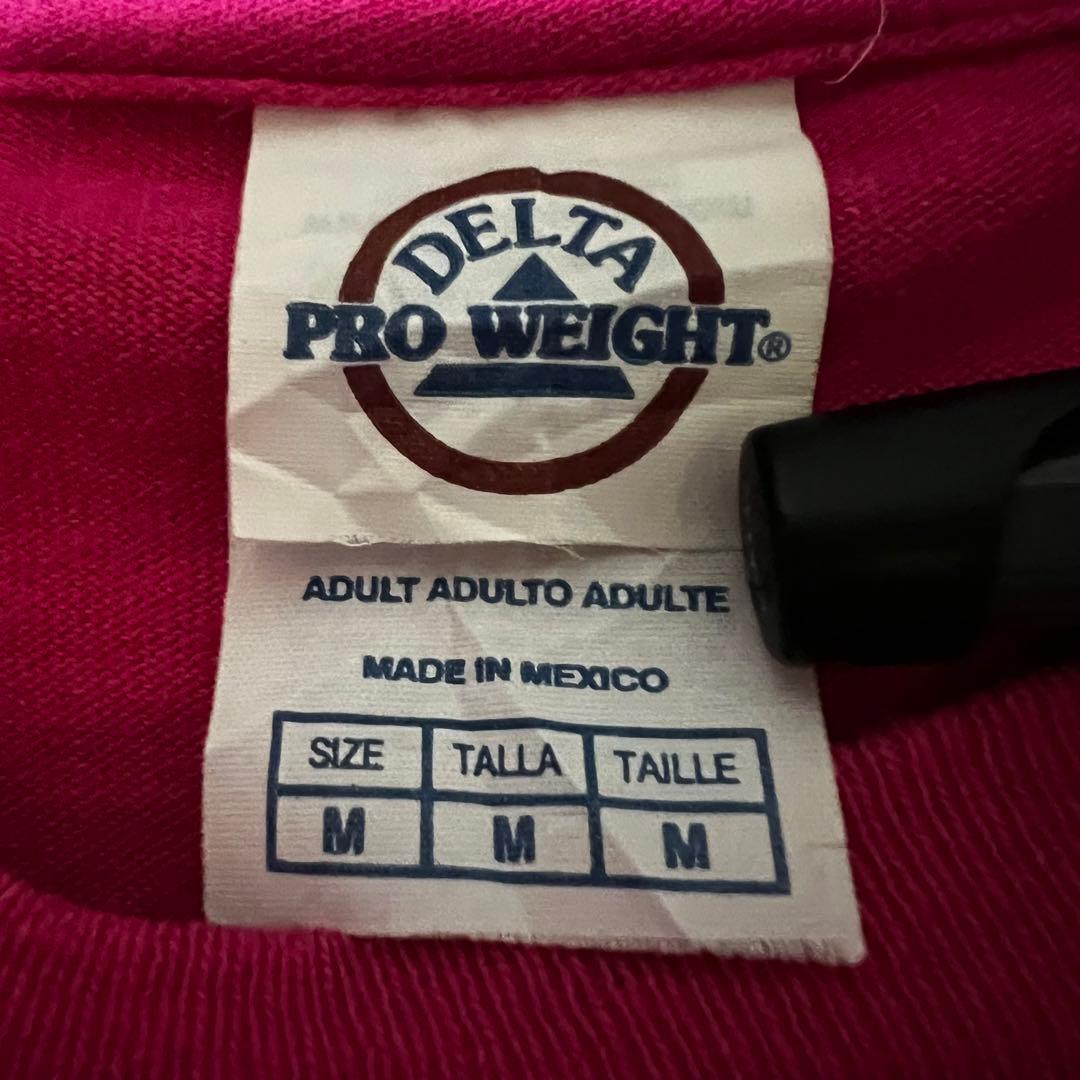 DELTA
PRO WEIGHT®
ADULT ADULTO ADULTE
MADE IN MEXICO
SIZE TALLA TAILLE
M M M